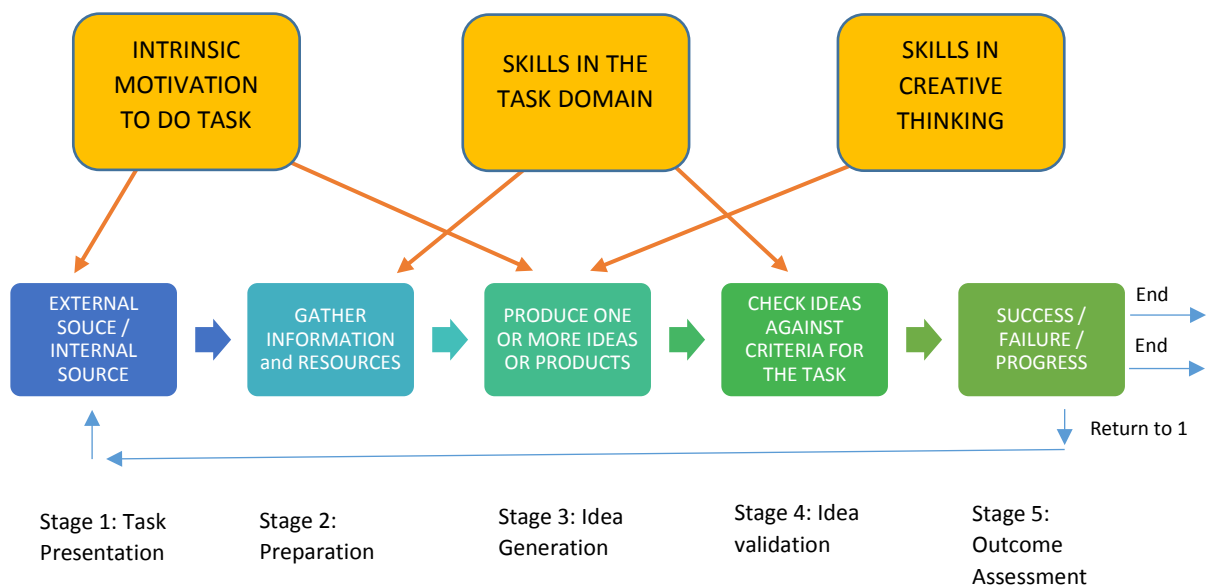 INTRINSIC
MOTIVATION
TO DO TASK
SKILLS IN THE
TASK DOMAIN
SKILLS IN
CREATIVE
THINKING
EXTERNAL
SOUCE /
INTERNAL
SOURCE
GATHER
INFORMATION
and RESOURCES
PRODUCE ONE
OR MORE IDEAS
OR PRODUCTS
CHECK IDEAS
AGAINST
CRITERIA FOR
THE TASK
SUCCESS /
FAILURE /
PROGRESS
End
End
Return to 1
Stage 1: Task
Presentation
Stage 2:
Preparation
Stage 3: Idea
Generation
Stage 4: Idea
validation
Stage 5:
Outcome
Assessment